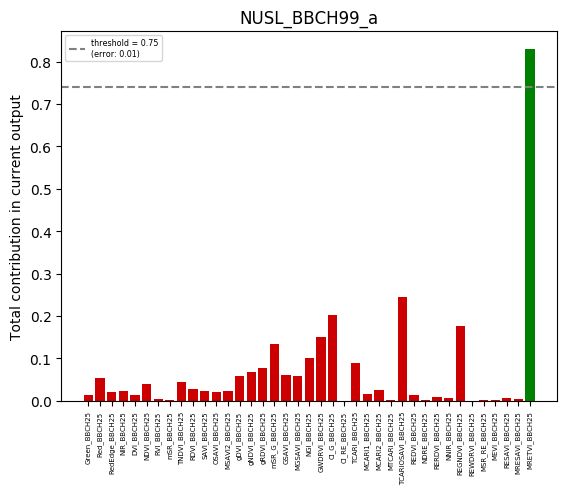 NUSL_BBCH99_a
threshold = 0.75
(error: 0.01)
Total contribution in current output
0.8
0.7
0.6
0.5
0.4
0.3
0.2
0.1
0.0
Green_BBCH25
Red_BBCH25
RedEdge_BBCH25
NIR_BBCH25
DVI_BBCH25
NDVI_BBCH25
RVI_BBCH25
mSR_BBCH25
TNDVI_BBCH25
RDVI_BBCH25
SAVI_BBCH25
OSAVI_BBCH25
MSAVI2_BBCH25
gDVI_BBCH25
gNDVI_BBCH25
gRDVI_BBCH25
mSR_G_BBCH25
GSAVI_BBCH25
MGSAVI_BBCH25
NGI_BBCH25
GWDRVI_BBCH25
CI_G_BBCH25
CI_RE_BBCH25
TCARI_BBCH25
MCARI1_BBCH25
MCARI2_BBCH25
MTCARI_BBCH25
TCARIOSAVI_BBCH25
REDVI_BBCH25
NDRE_BBCH25
RERDVI_BBCH25
NNIR_BBCH25
REGNDVI_BBCH25
REWDRVI_BBCH25
MSR_RE_BBCH25
MEVI_BBCH25
RESAVI_BBCH25
MRESAVI_BBCH25
MRETVI_BBCH25